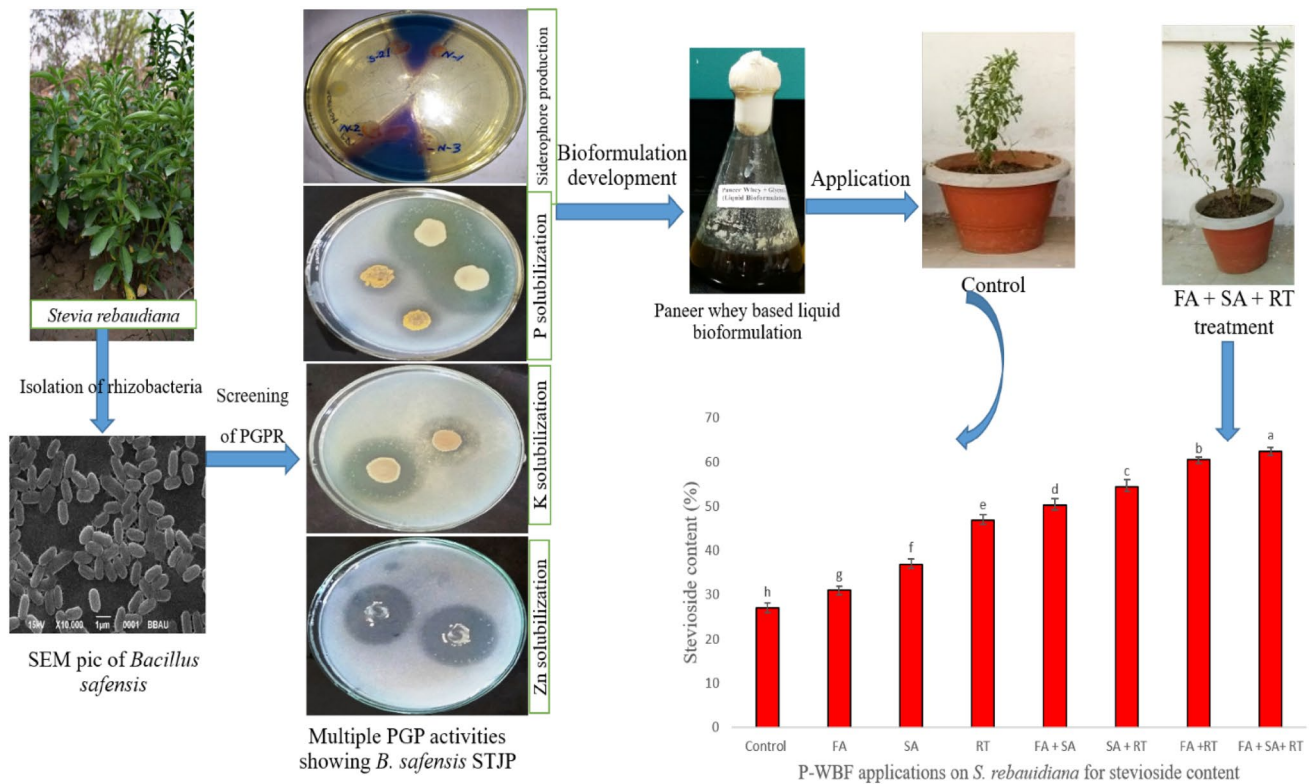 Stevia rebaudiana
Isolation of rhizobacteria
15kV X10,000 1µm 0001 BBAU
SEM pic of Bacillus
safensis
Screening
of PGPR
S-21
N-1
N-2
N-3
Siderophore production
P solubilization
K solubilization
Zn solubilization
Multiple PGP activities
showing B. safensis STJP
Bioformulation
development
Paneer Whey +
(Liquid
Paneer whey based liquid
bioformulation
Application
Control
FA + SA + RT
treatment
Stevioside content (%)
70
60
50
40
30
20
10
0
h
g
f
e
d
c
b
a
Control FA SA RT FA + SA SA + RT FA +RT FA + SA+ RT
P-WBF applications on S. rebauidiana for stevioside content